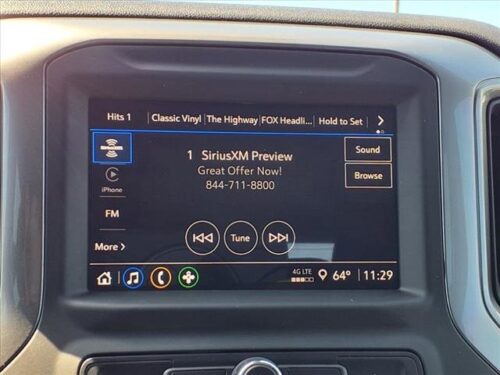 Hits 1 Classic Vinyl The Highway FOX Headli... Hold to Set >
1 SiriusXM Preview
Great Offer Now!
844-711-8800
Sound
Browse
iPhone
FM
More >
Tune
4G LTE 64° 11:29